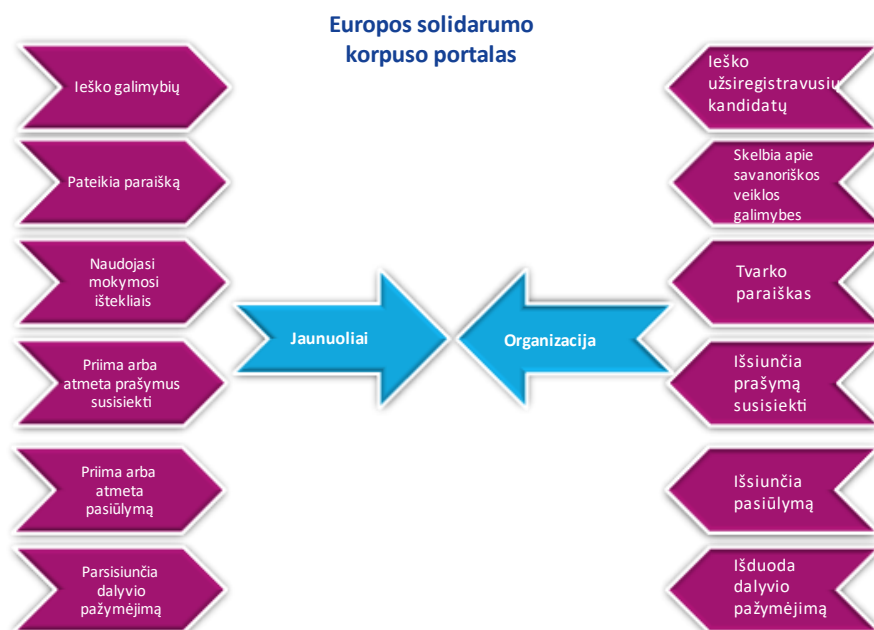 Europos solidarumo
korpuso portalas
Ieško galimybių
Pateikia paraišką
Naudojasi
mokymosi
ištekliais
Priima arba
atmeta prašymus
susisiekti
Priima arba
atmeta
pasiūlymą
Parsisiunčia
dalyvio
pažymėjimą
Jaunuoliai
Organizacija
Ieško
užsiregistravusių
kandidatų
Skelbia apie
savanoriškos
veiklos
galimybes
Tvarko
paraiškas
Išsiunčia
prašymą
susisiekti
Išsiunčia
pasiūlymą
Išduoda
dalyvio
pažymėjimą